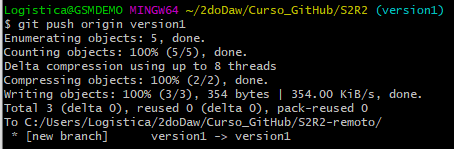 Logistica@GSMDEMO MINGW64 ~/2doDaw/Curso_GitHub/S2R2 (version1)
$ git push origin version1
Enumerating objects: 5, done.
Counting objects: 100% (5/5), done.
Delta compression using up to 8 threads
Compressing objects: 100% (2/2), done.
Writing objects: 100% (3/3), 354 bytes | 354.00 KiB/s, done.
Total 3 (delta 0), reused 0 (delta 0), pack-reused 0
To C:/Users/Logistica/2doDaw/Curso_GitHub/S2R2-remoto/
 * [new branch]      version1 -> version1